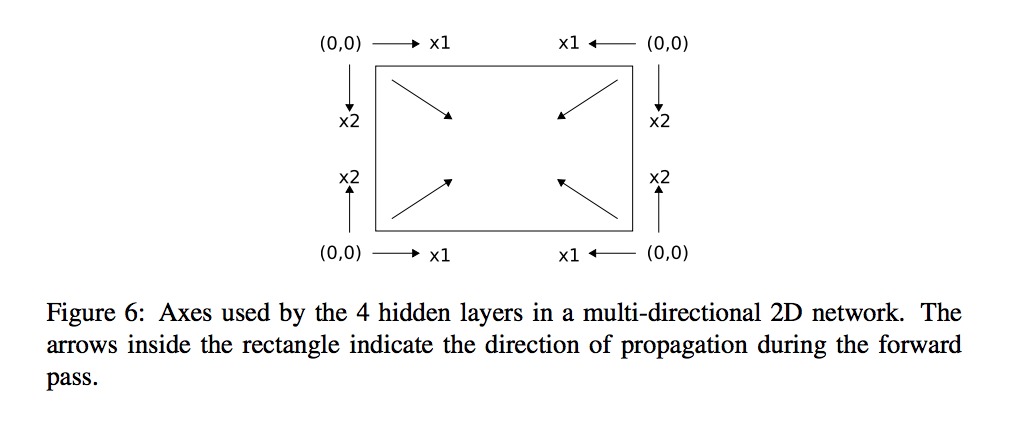 (0,0) x1 x1 (0,0)
x2 x2
x2 x2
(0,0) x1 x1 (0,0)
Figure 6: Axes used by the 4 hidden layers in a multi-directional 2D network. The
arrows inside the rectangle indicate the direction of propagation during the forward
pass.